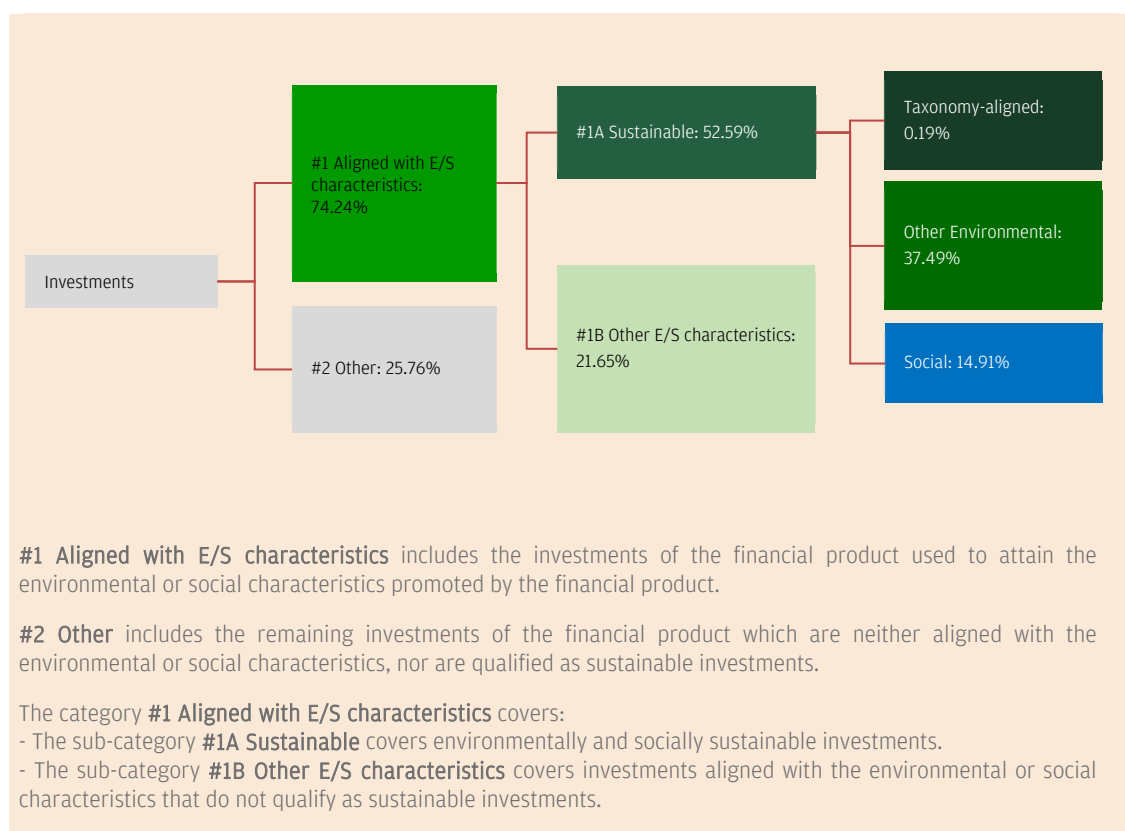 Investments
#1 Aligned with E/S
characteristics:
74.24%
#2 Other: 25.76%
#1A Sustainable: 52.59%
#1B Other E/S characteristics:
21.65%
Taxonomy-aligned:
0.19%
Other Environmental:
37.49%
Social: 14.91%
#1 Aligned with E/S characteristics includes the investments of the financial product used to attain the
environmental or social characteristics promoted by the financial product.
#2 Other includes the remaining investments of the financial product which are neither aligned with the
environmental or social characteristics, nor are qualified as sustainable investments.
The category #1 Aligned with E/S characteristics covers:
- The sub-category #1A Sustainable covers environmentally and socially sustainable investments.
- The sub-category #1B Other E/S characteristics covers investments aligned with the environmental or social
characteristics that do not qualify as sustainable investments.